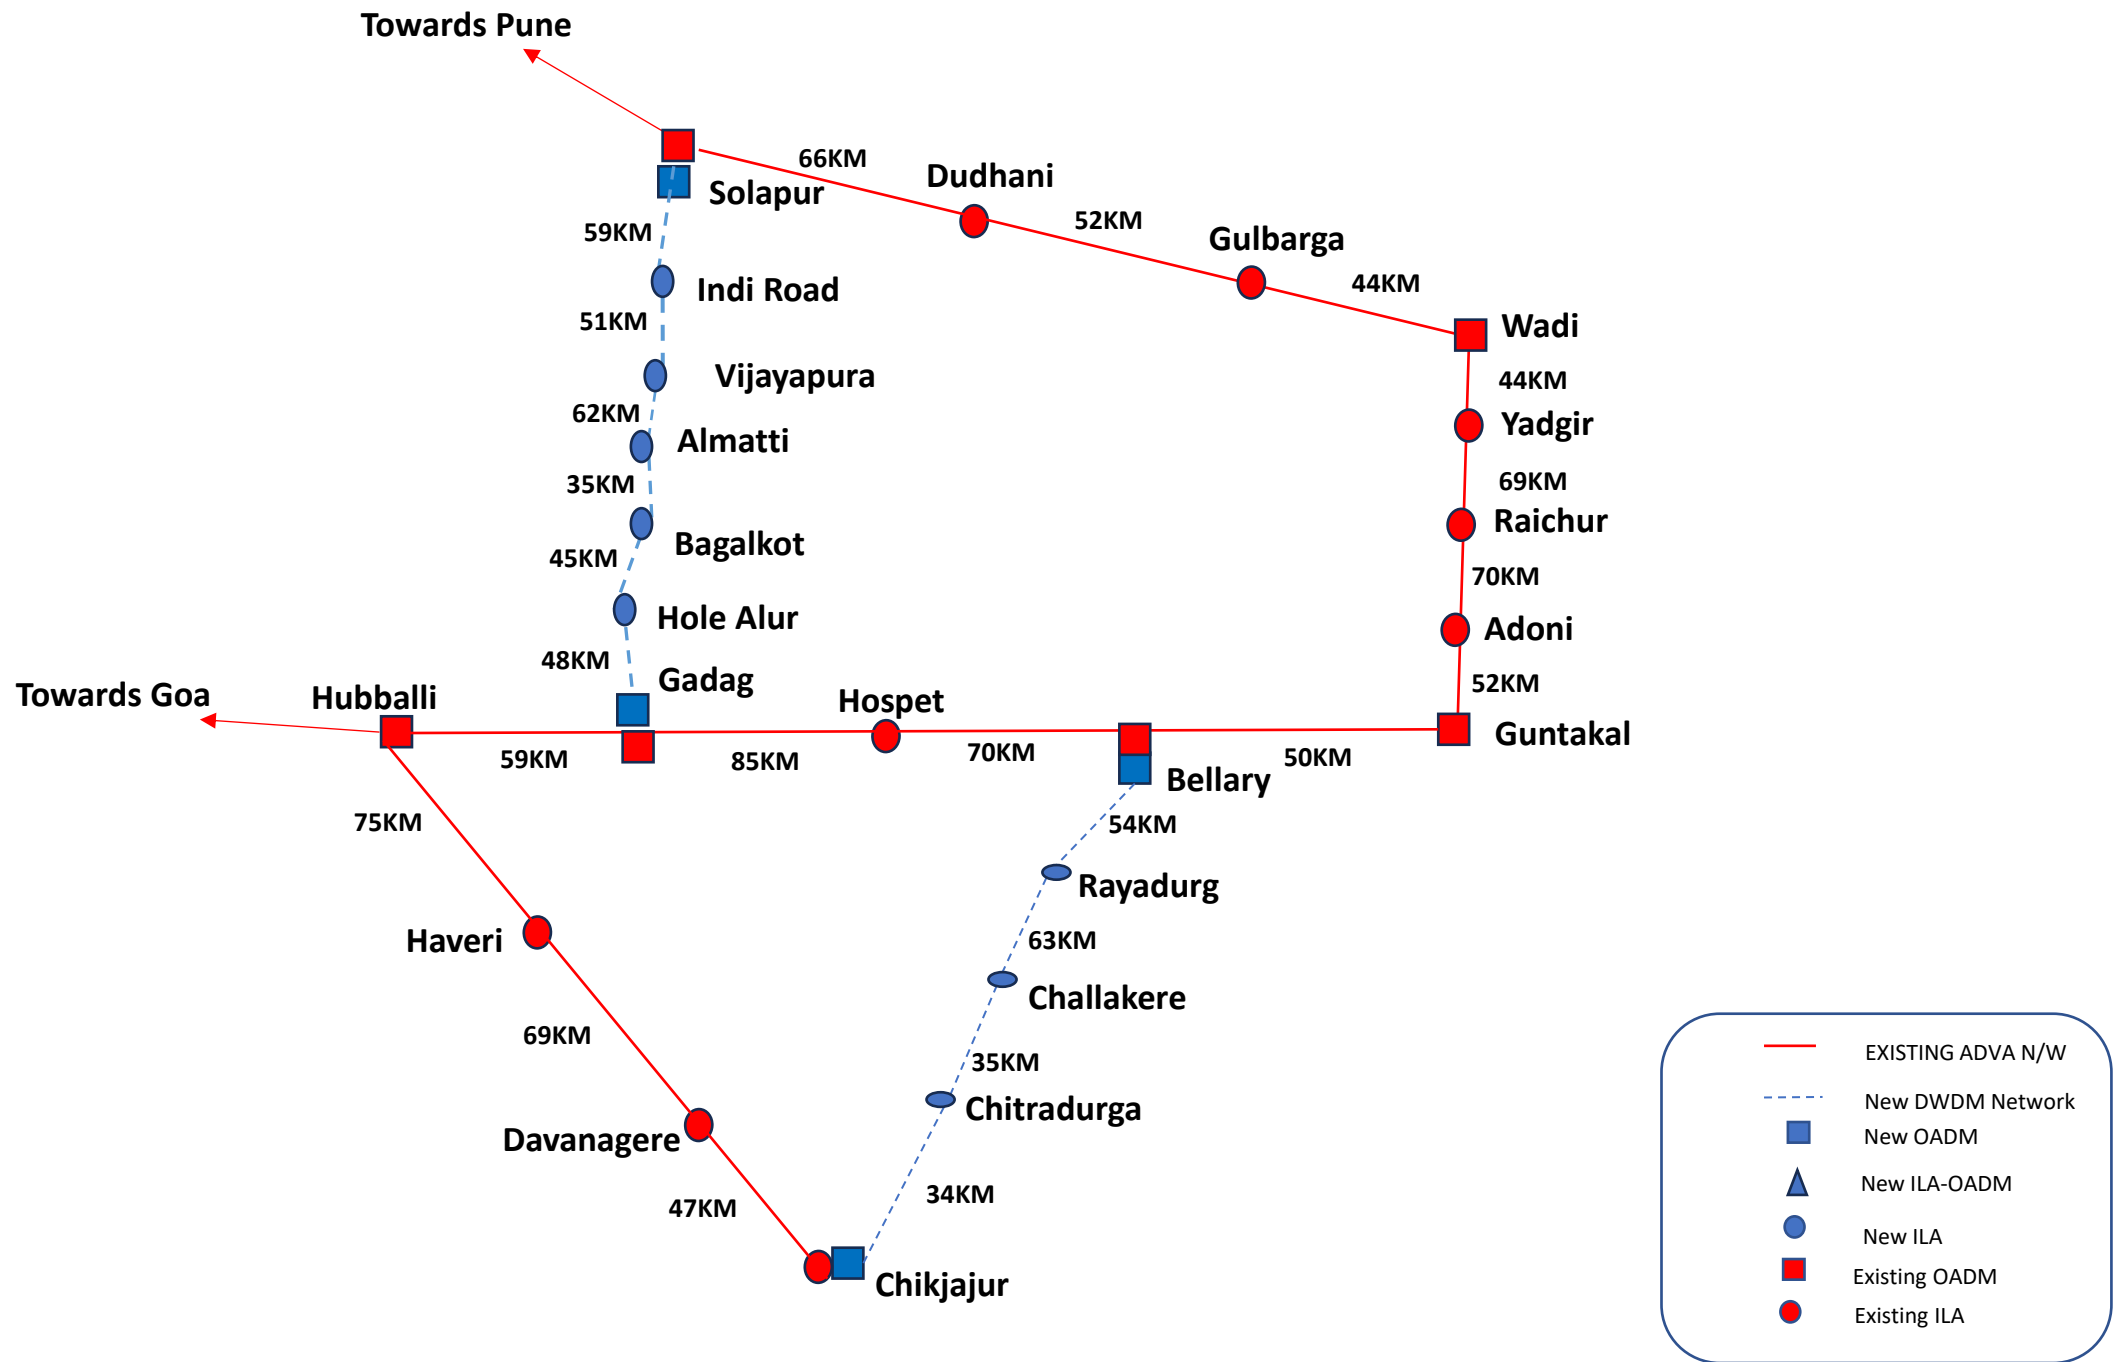 Towards Pune
66KM
Dudhani
Solapur
52KM
59KM
Gulbarga
Indi Road
44KM
51KM
Wadi
Vijayapura
44KM
62KM
Almatti
Yadgir
35KM
69KM
Raichur
Bagalkot
45KM
70KM
Hole Alur
Adoni
48KM
Gadag
52KM
Towards Goa
Hubballi
Hospet
Guntakal
59KM
85KM
70KM
50KM
Bellary
75KM
54KM
Rayadurg
Haveri
63KM
Challakere
69KM
35KM
Chitradurga
Davanagere
34KM
47KM
Chikjajur
EXISTING ADVA N/W
New DWDM Network
New OADM
New ILA-OADM
New ILA
Existing OADM
Existing ILA